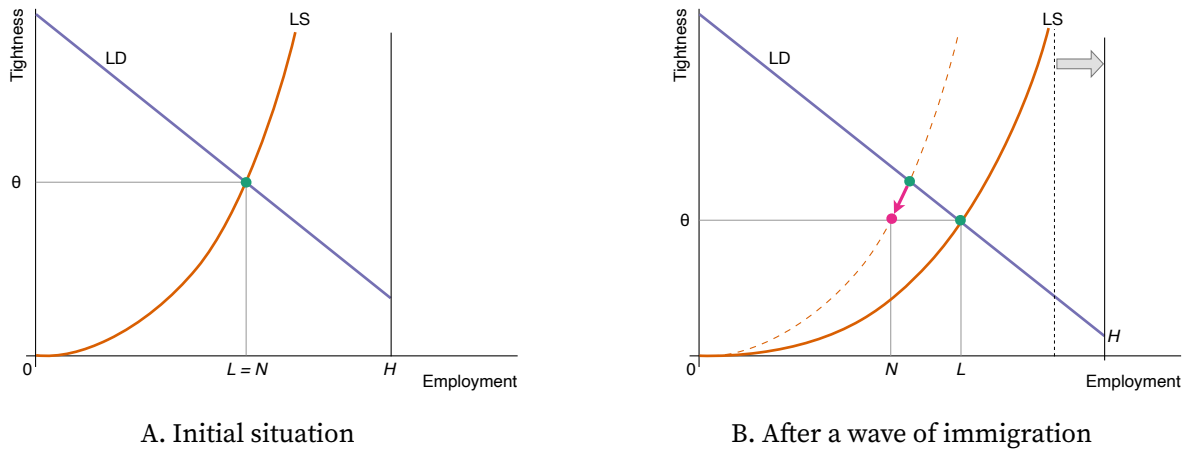 Tightness
LD
LS
θ
0
L = N
H
Employment
A. Initial situation
Tightness
LD
LS
θ
H
0
N
L
Employment
B. After a wave of immigration